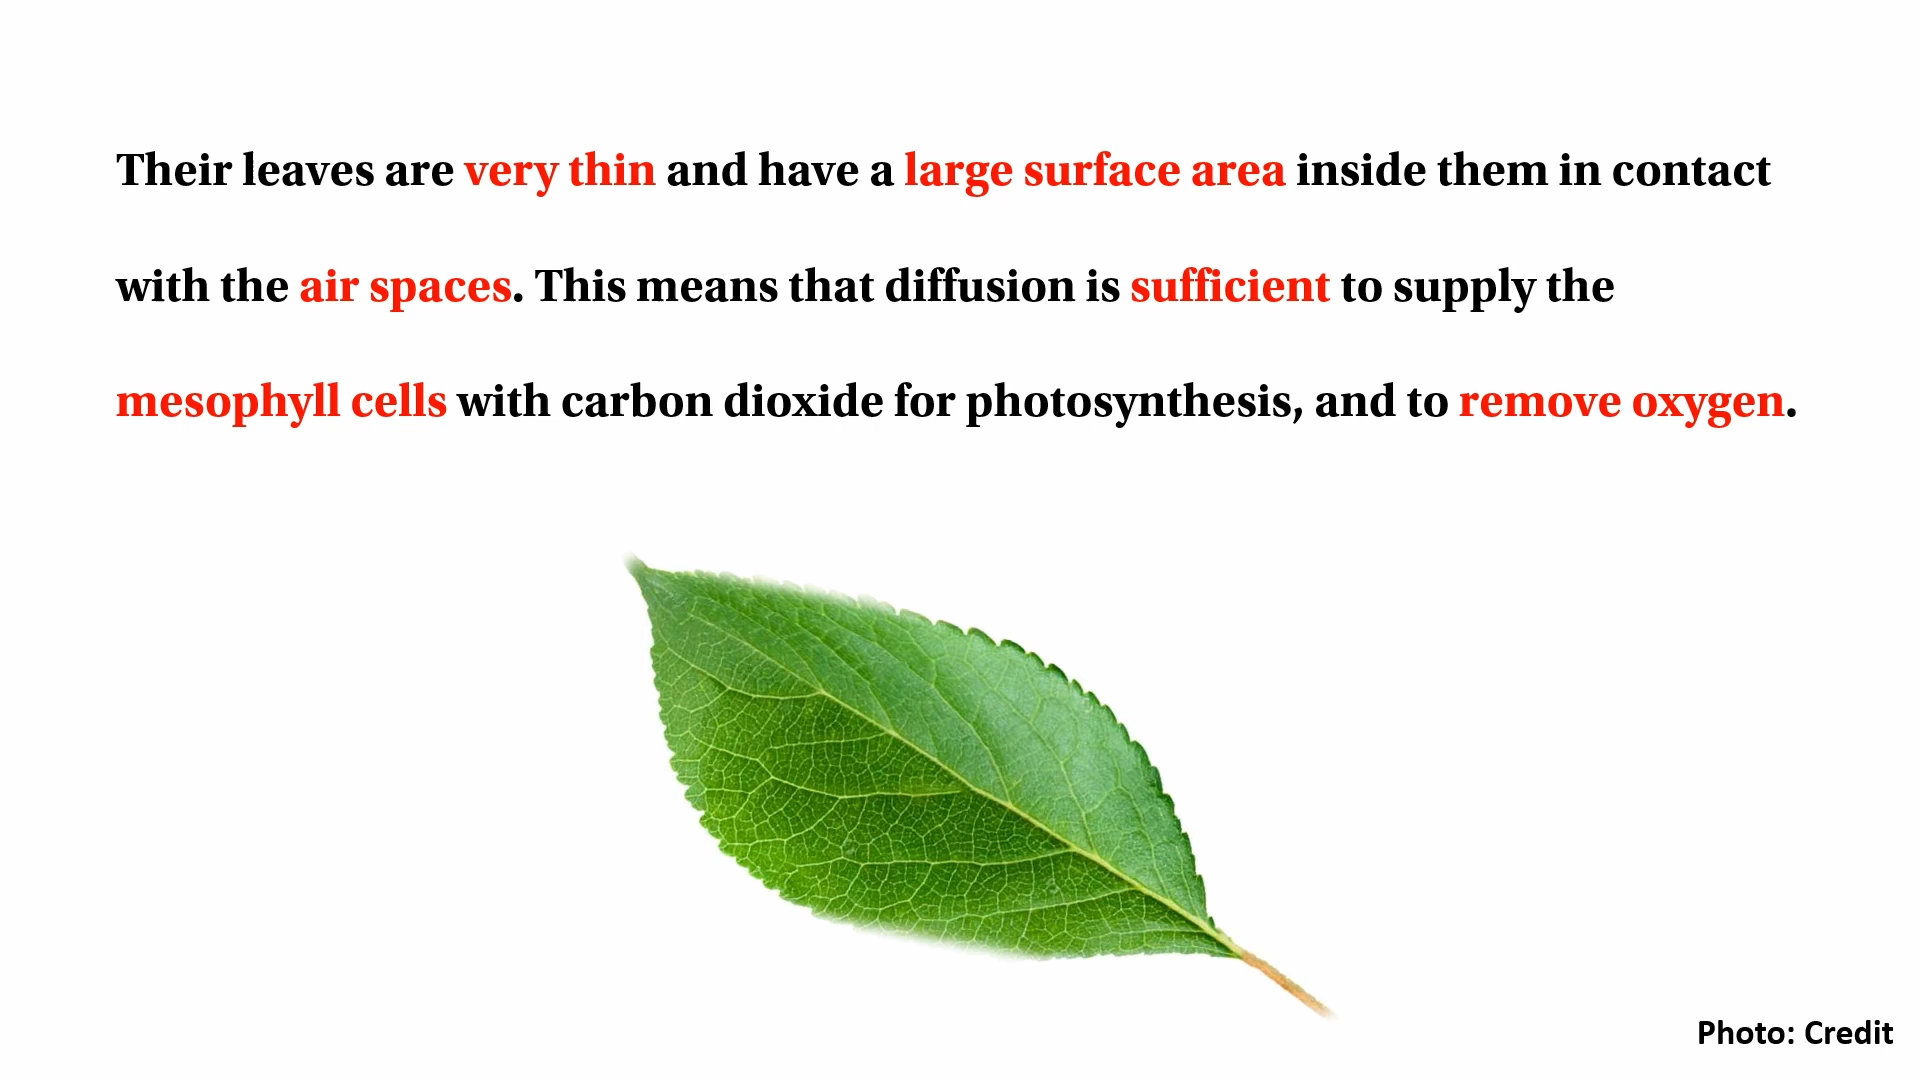 Their leaves are very thin and have a large surface area inside them in contact
with the air spaces. This means that diffusion is sufficient to supply the
mesophyll cells with carbon dioxide for photosynthesis, and to remove oxygen.
Photo: Credit